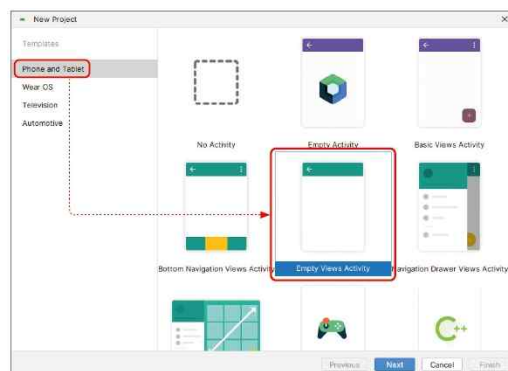 New Project
Templates
Phone and Tablet
Wear OS
Television
Automotive
No Activity
Empty Activity
Basic Views Activity
Bottom Navigation Views Activity
Empty Views Activity
Navigation Drawer Views Activity
C++
Previous
Next
Cancel
Finish